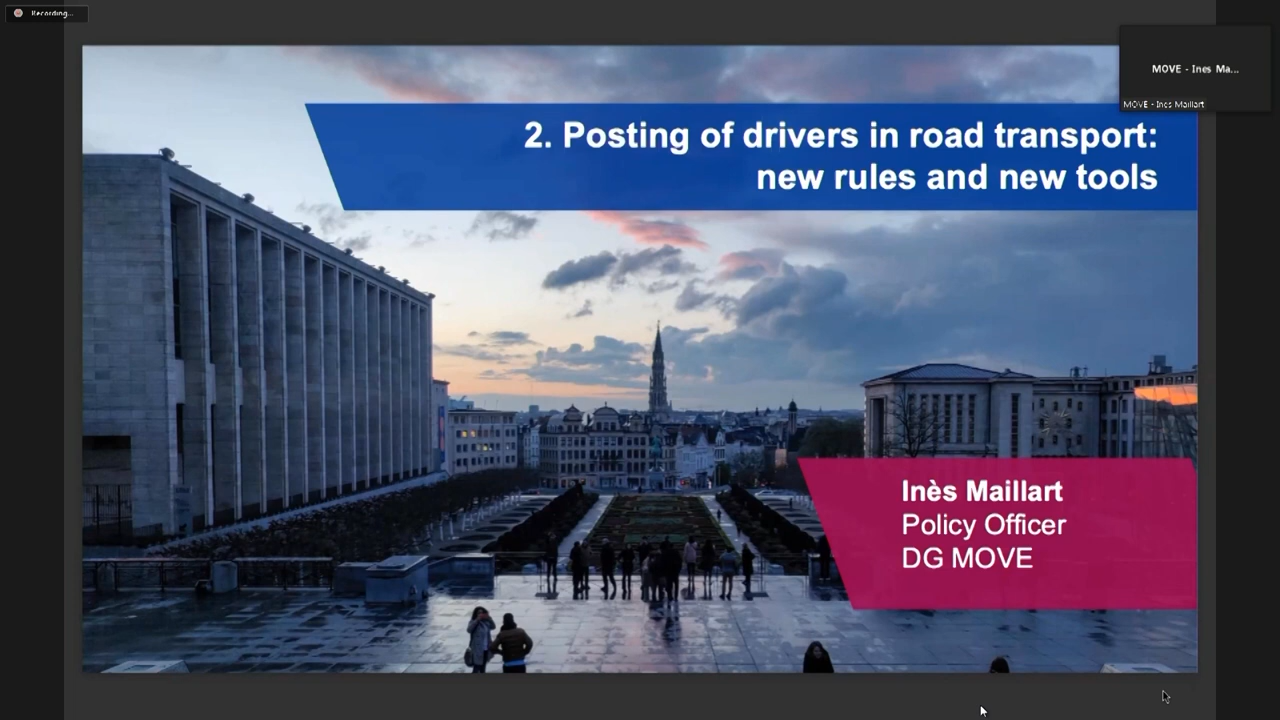 Recording...
MOVE - Ines Ma...
MOVE - Ines Maillart
2. Posting of drivers in road transport:
new rules and new tools
Inès Maillart
Policy Officer
DG MOVE